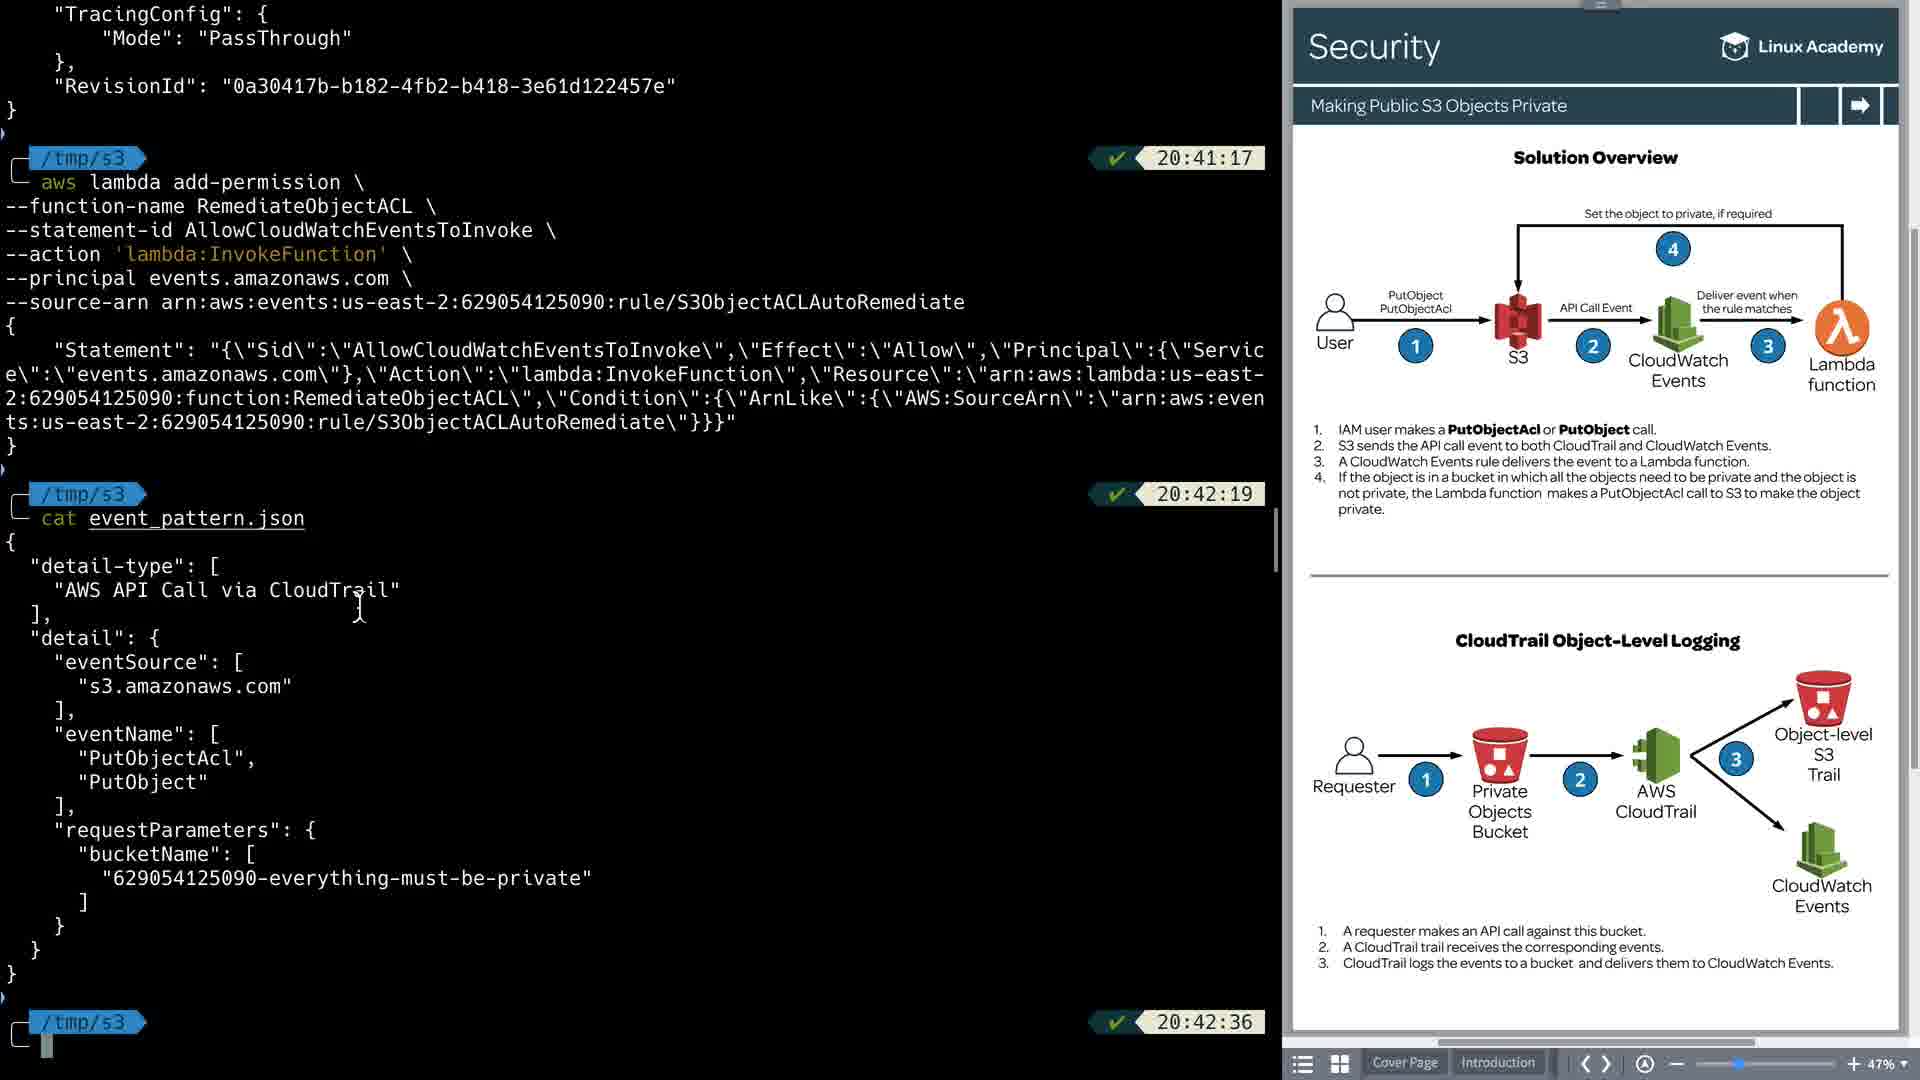 "TracingConfig": {
"Mode": "PassThrough"
},
"RevisionId": "0a30417b-b182-4fb2-b418-3e61d122457e"
}
/tmp/s3
✔ 20:41:17
aws lambda add-permission \
--function-name RemediateObjectACL \
--statement-id AllowCloudWatchEventsToInvoke \
--action 'lambda:InvokeFunction' \
--principal events.amazonaws.com \
--source-arn arn:aws:events:us-east-2:629054125090:rule/S3ObjectACLAutoRemediate
{
"Statement": "{\"Sid\":\"AllowCloudWatchEventsToInvoke\",\"Effect\":\"Allow\",\"Principal\":{\"Servic
e\":\"events.amazonaws.com\"},\"Action\":\"lambda:InvokeFunction\",\"Resource\":\"arn:aws:lambda:us-east-
2:629054125090:function:RemediateObjectACL\",\"Condition\":{\"ArnLike\":{\"AWS:SourceArn\":\"arn:aws:even
ts:us-east-2:629054125090:rule/S3ObjectACLAutoRemediate\"}}}"
}
/tmp/s3
✔ 20:42:19
cat event_pattern.json
{
"detail-type": [
"AWS API Call via CloudTrail"
],
"detail": {
"eventSource": [
"s3.amazonaws.com"
],
"eventName": [
"PutObjectAcl",
"PutObject"
],
"requestParameters": {
"bucketName": [
"629054125090-everything-must-be-private"
]
}
}
}
/tmp/s3
✔ 20:42:36
Security
Linux Academy
Making Public S3 Objects Private
Solution Overview
Set the object to private, if required
4
PutObject
PutObjectAcl
API Call Event
Deliver event when
the rule matches
1
2
3
User
S3
CloudWatch
Events
Lambda
function
1. IAM user makes a PutObjectAcl or PutObject call.
2. S3 sends the API call event to both CloudTrail and CloudWatch Events.
3. A CloudWatch Events rule delivers the event to a Lambda function.
4. If the object is in a bucket in which all the objects need to be private and the object is
not private, the Lambda function makes a PutObjectAcl call to S3 to make the object
private.
CloudTrail Object-Level Logging
Requester
1
Private
Objects
Bucket
2
AWS
CloudTrail
3
Object-level
S3
Trail
CloudWatch
Events
1. A requester makes an API call against this bucket.
2. A CloudTrail trail receives the corresponding events.
3. CloudTrail logs the events to a bucket and delivers them to CloudWatch Events.
Cover Page
Introduction
47%